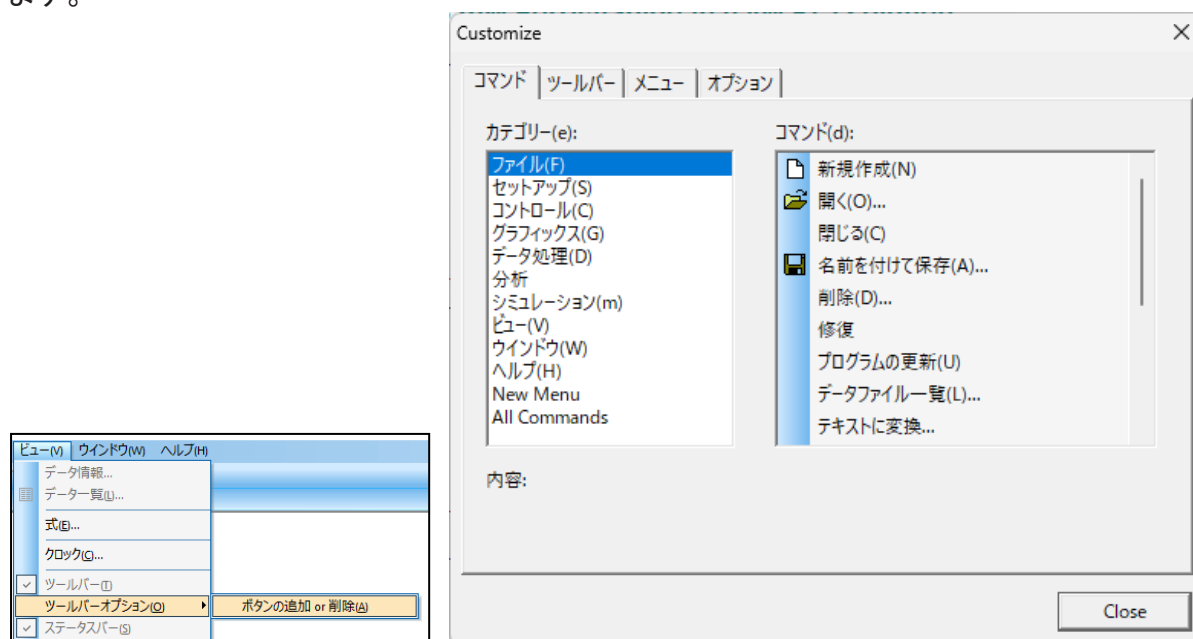 ます。
Customize
コマンド ツールバー メニュー オプション
カテゴリー(e):
ファイル(F)
セットアップ(S)
コントロール(C)
グラフィックス(G)
データ処理(D)
分析
シミュレーション(m)
ビュー(V)
ウインドウ(W)
ヘルプ(H)
New Menu
All Commands
コマンド(d):
新規作成(N)
開く(O)...
閉じる(C)
名前を付けて保存(A)...
削除(D)...
修復
プログラムの更新(U)
データファイル一覧(L)...
テキストに変換...
内容:
Close
ビュー(V) ウインドウ(W) ヘルプ(H)
データ情報...
データ一覧(L)...
式(E)...
クロック(C)...
ツールバー(T)
ツールバーオプション(O) ボタンの追加 or 削除(A)
ステータスバー(S)